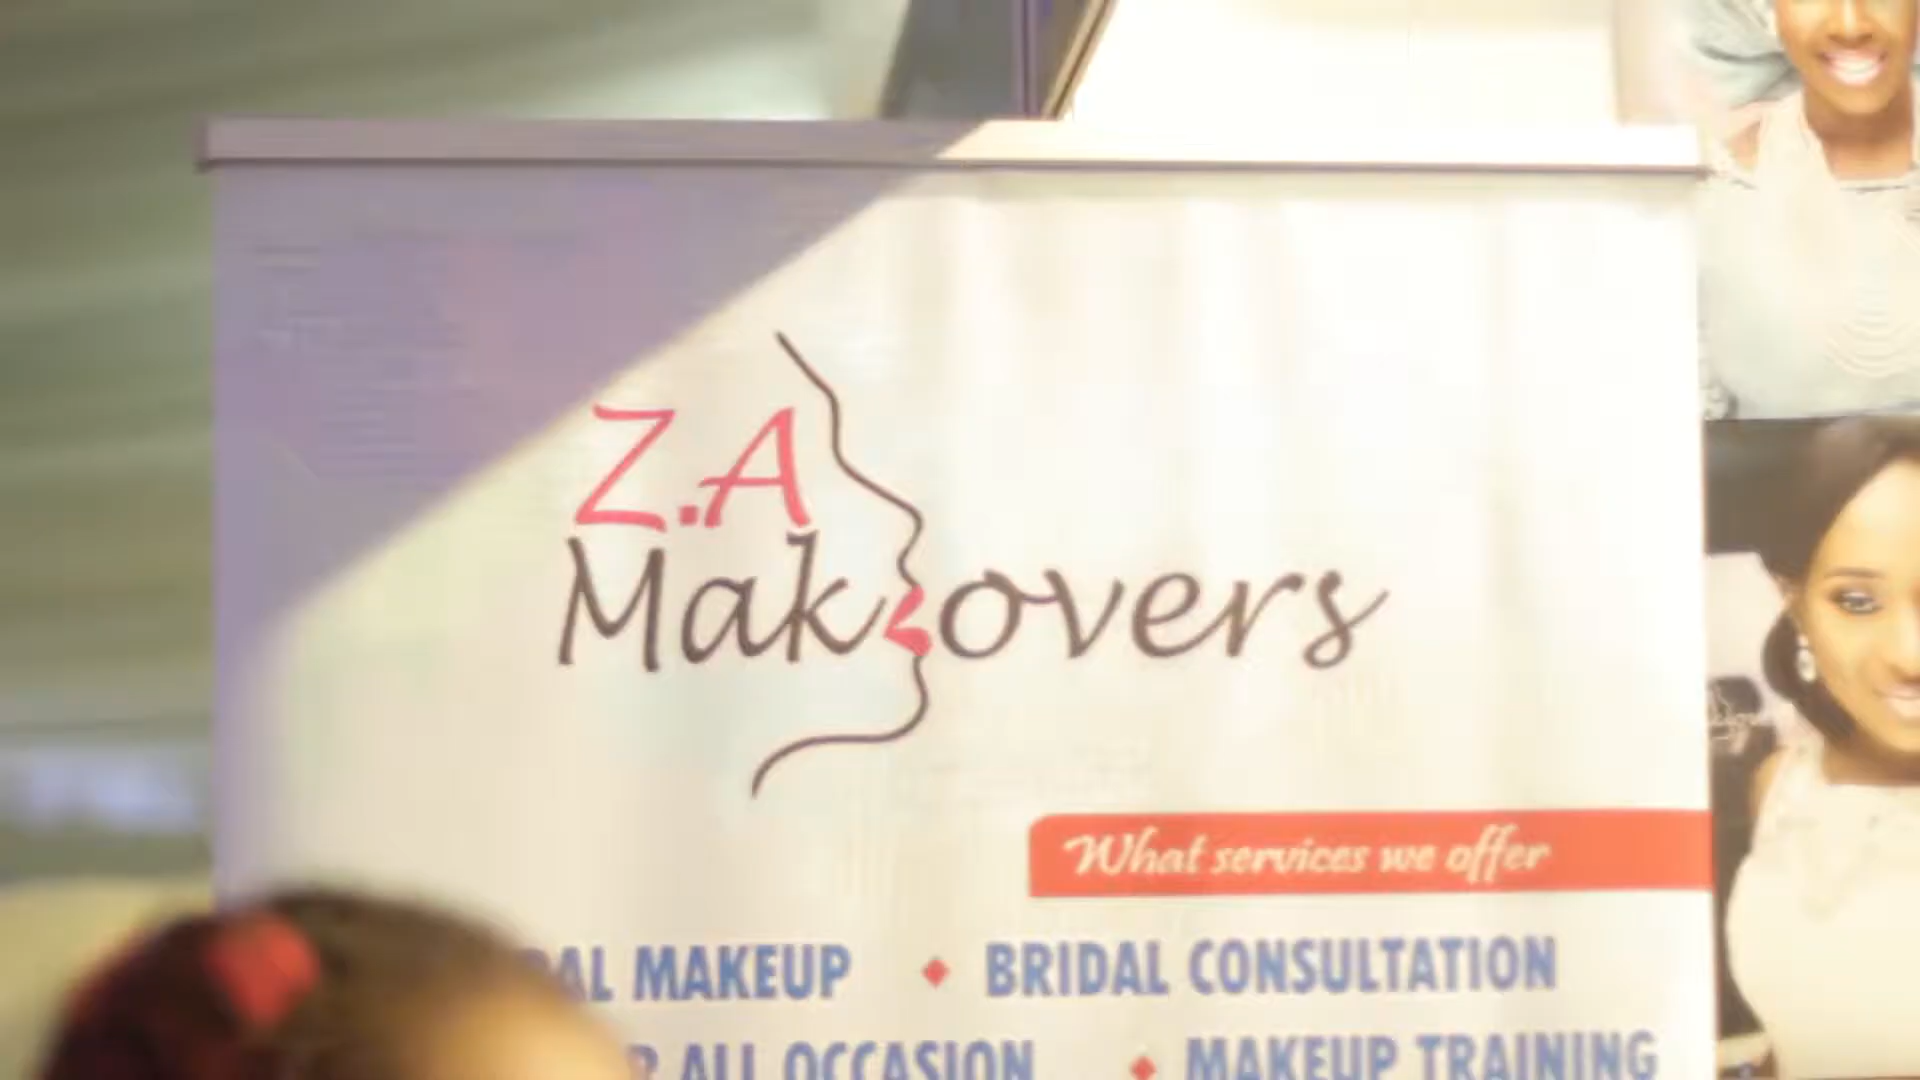 Z.A
Makeovers
What services we offer
AL MAKEUP ♦ BRIDAL CONSULTATION
ALL OCCASION ♦ MAKEUP TRAINING